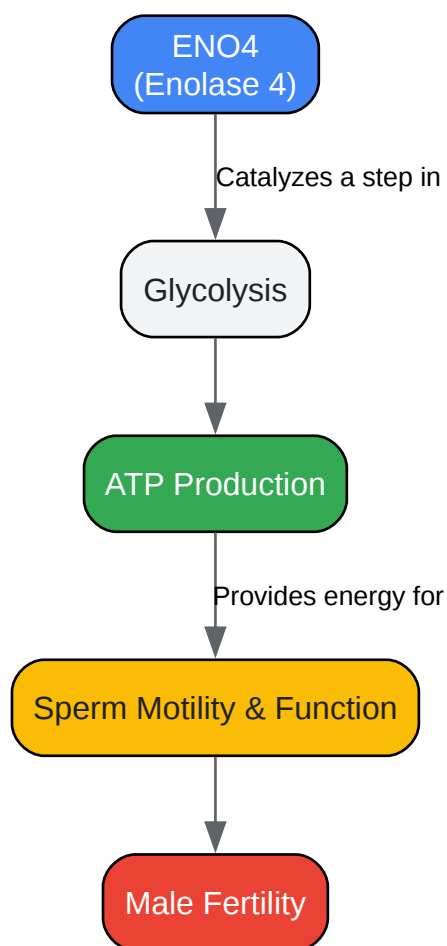 ENO4
(Enolase 4)
Catalyzes a step in
Glycolysis
ATP Production
Provides energy for
Sperm Motility & Function
Male Fertility